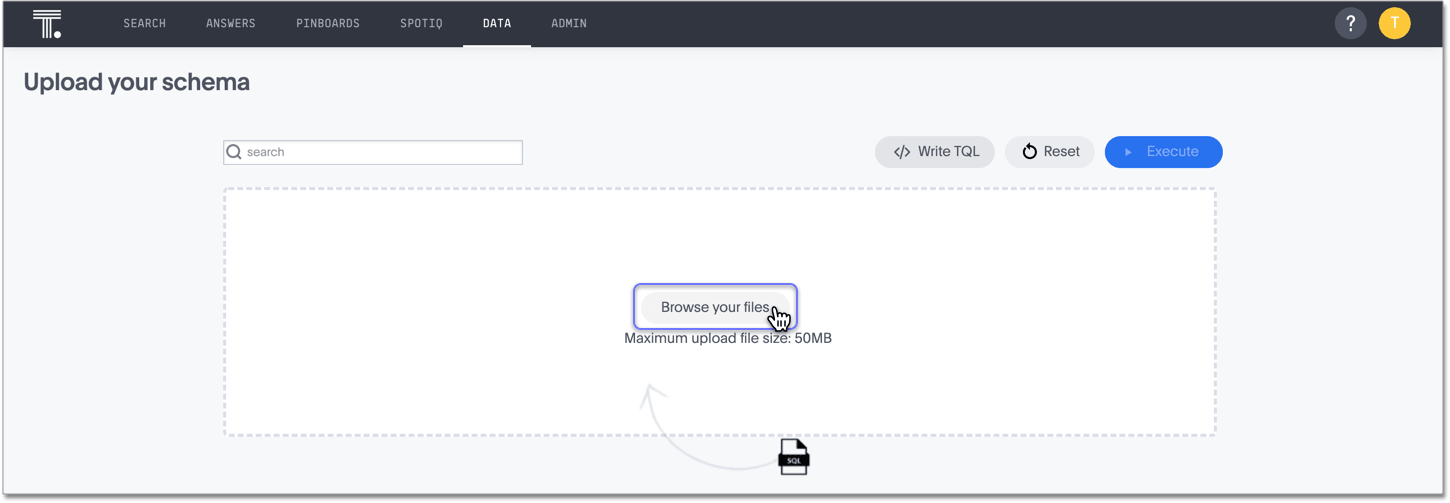 T. SEARCH ANSWERS PINBOARDS SPOTIQ DATA ADMIN ? T
Upload your schema
search </> Write TQL Reset Execute
Browse your files
Maximum upload file size: 50MB
SQL